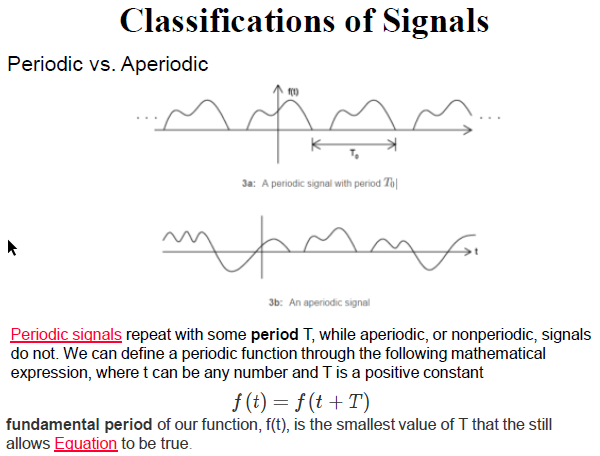 Classifications of Signals
Periodic vs. Aperiodic
f(t)
...
...
T₀
3a: A periodic signal with period T₀|
t
3b: An aperiodic signal
Periodic signals repeat with some period T, while aperiodic, or nonperiodic, signals
do not. We can define a periodic function through the following mathematical
expression, where t can be any number and T is a positive constant
f (t) = f (t + T)
fundamental period of our function, f(t), is the smallest value of T that the still
allows Equation to be true.